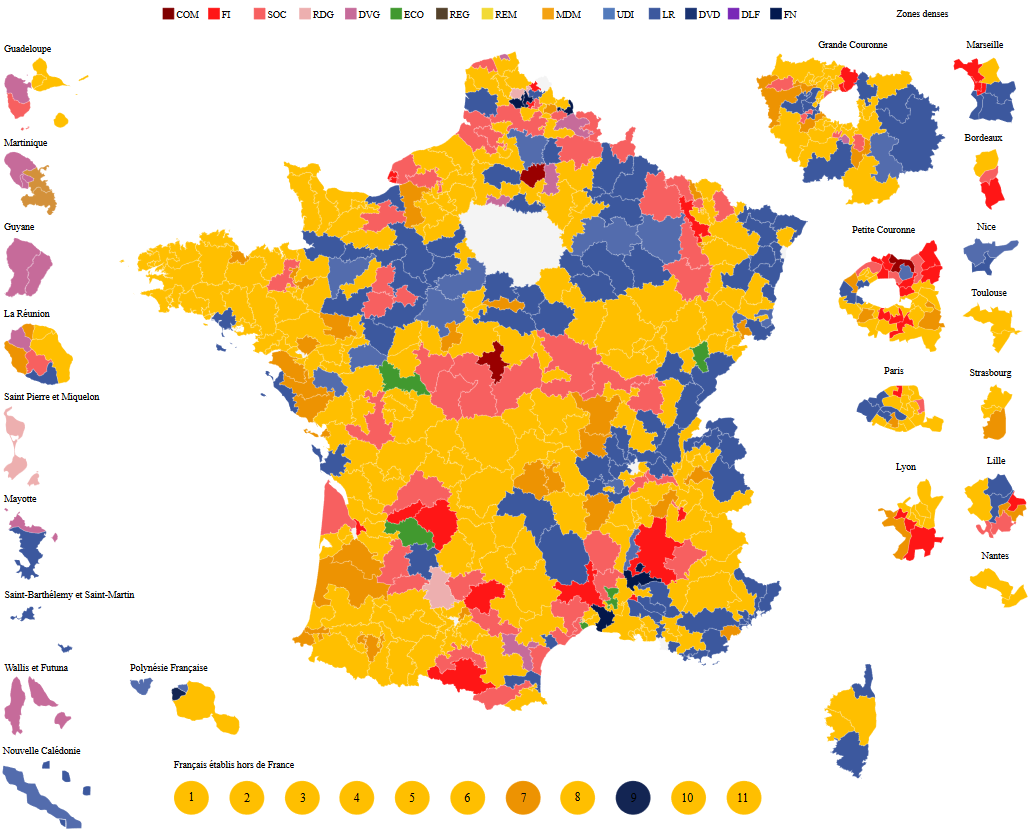 COM FI SOC RDG DVG ECO REG REM MDM UDI LR DVD DLF FN
Zones denses
Guadeloupe
Grande Couronne
Marseille
Martinique
Bordeaux
Guyane
Petite Couronne
Nice
Toulouse
La Réunion
Paris
Strasbourg
Saint Pierre et Miquelon
Lyon
Lille
Mayotte
Nantes
Saint-Barthélemy et Saint-Martin
Wallis et Futuna
Polynésie Française
Nouvelle Calédonie
Français établis hors de France
1 2 3 4 5 6 7 8 9 10 11